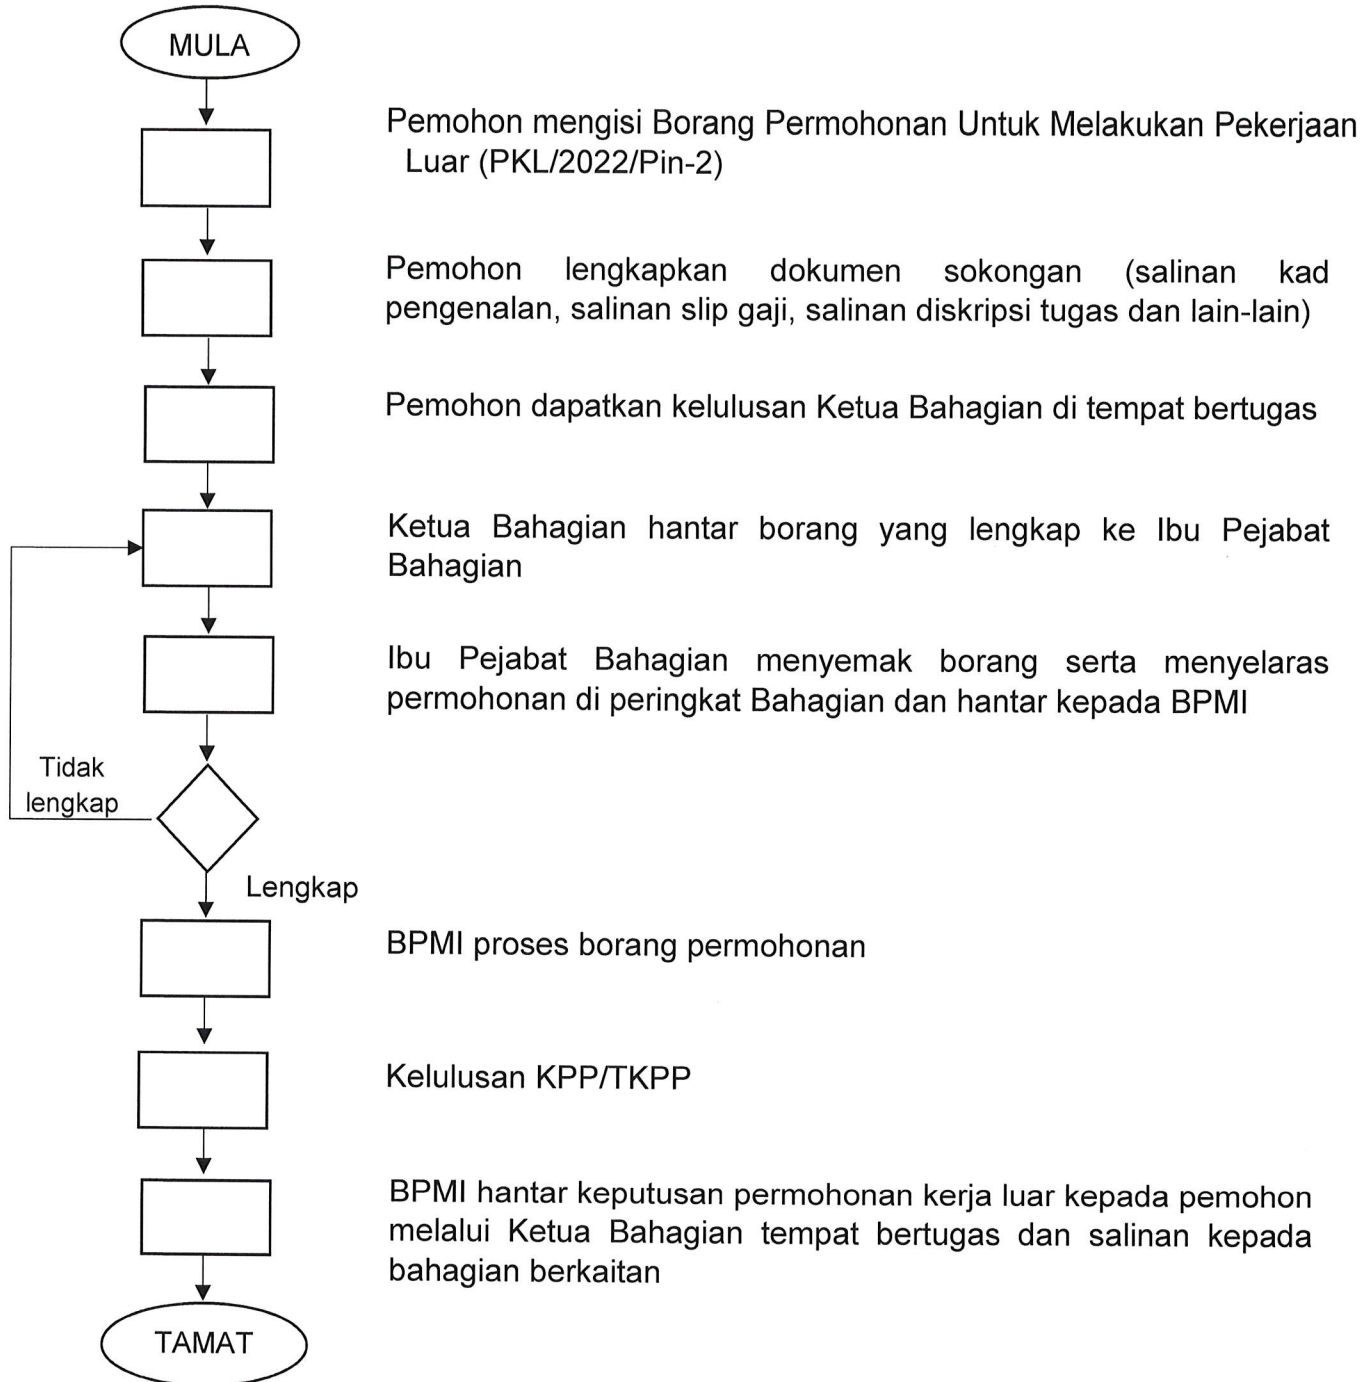 MULA
Pemohon mengisi Borang Permohonan Untuk Melakukan Pekerjaan
Luar (PKL/2022/Pin-2)
Pemohon lengkapkan dokumen sokongan (salinan kad
pengenalan, salinan slip gaji, salinan diskripsi tugas dan lain-lain)
Pemohon dapatkan kelulusan Ketua Bahagian di tempat bertugas
Ketua Bahagian hantar borang yang lengkap ke Ibu Pejabat
Bahagian
Ibu Pejabat Bahagian menyemak borang serta menyelaras
permohonan di peringkat Bahagian dan hantar kepada BPMI
Tidak
lengkap
Lengkap
BPMI proses borang permohonan
Kelulusan KPP/TKPP
BPMI hantar keputusan permohonan kerja luar kepada pemohon
melalui Ketua Bahagian tempat bertugas dan salinan kepada
bahagian berkaitan
TAMAT